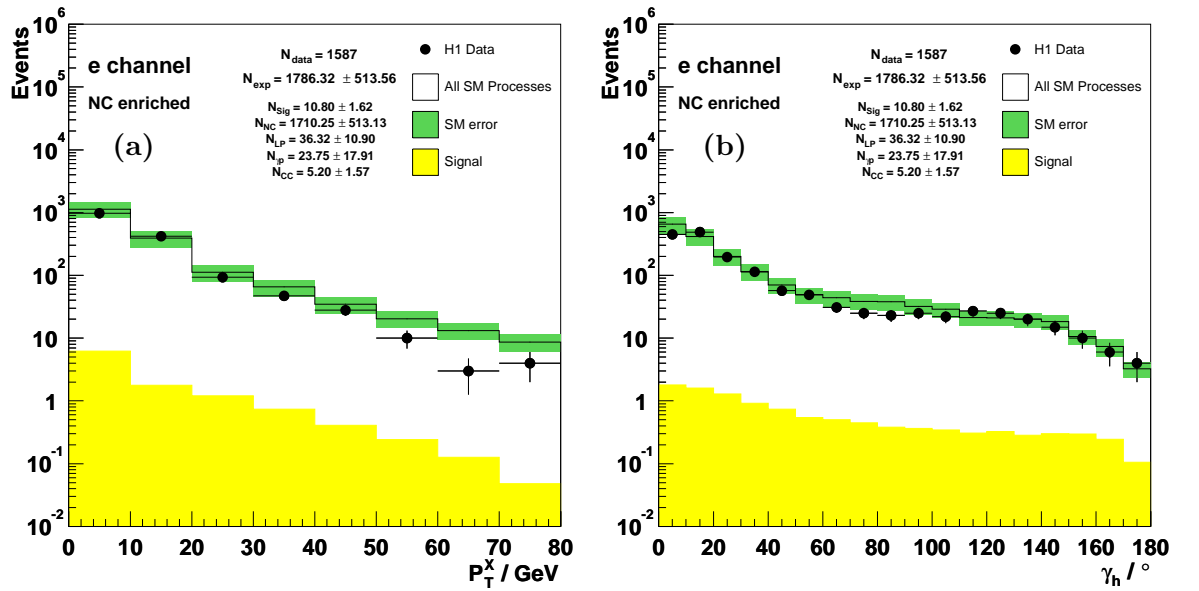 Events
10^6
10^5
10^4
10^3
10^2
10
1
10^-1
10^-2
e channel
NC enriched
(a)
N_data = 1587
N_exp = 1786.32 ± 513.56
N_Sig = 10.80 ± 1.62
N_NC = 1710.25 ± 513.13
N_LP = 36.32 ± 10.90
N_γp = 23.75 ± 17.91
N_CC = 5.20 ± 1.57
H1 Data
All SM Processes
SM error
Signal
0 10 20 30 40 50 60 70 80
P_T^X / GeV
Events
10^6
10^5
10^4
10^3
10^2
10
1
10^-1
10^-2
e channel
NC enriched
(b)
N_data = 1587
N_exp = 1786.32 ± 513.56
N_Sig = 10.80 ± 1.62
N_NC = 1710.25 ± 513.13
N_LP = 36.32 ± 10.90
N_γp = 23.75 ± 17.91
N_CC = 5.20 ± 1.57
H1 Data
All SM Processes
SM error
Signal
0 20 40 60 80 100 120 140 160 180
γ_h / °